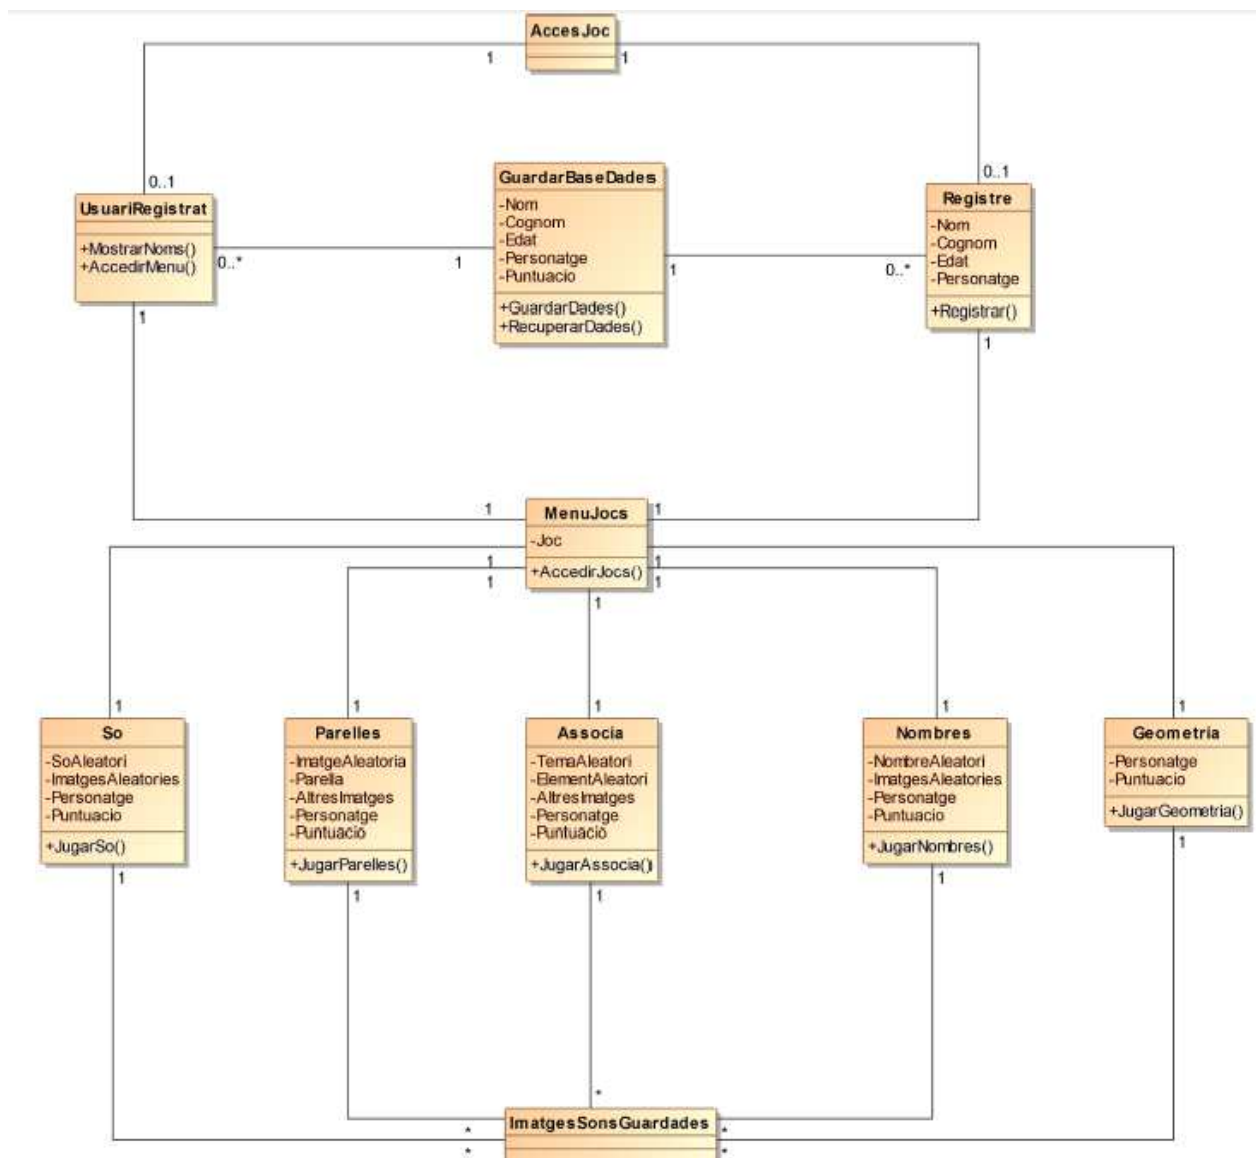 AccesJoc
1
1
0..1
0..1
UsuariRegistrat
+MostrarNoms()
+AccedirMenu()
0..*
1
1
GuardarBaseDades
-Nom
-Cognom
-Edat
-Personatge
-Puntuacio
+GuardarDades()
+RecuperarDades()
1
0..*
Registre
-Nom
-Cognom
-Edat
-Personatge
+Registrar()
1
1
1
MenuJocs
-Joc
+AccedirJocs()
1
1
1
1
1
1
1
1
1
1
So
-SoAleatori
-ImatgesAleatories
-Personatge
-Puntuacio
+JugarSo()
1
Parelles
-ImatgeAleatoria
-Parella
-AltresImatges
-Personatge
-Puntuació
+JugarParelles()
1
Associa
-TemaAleatori
-ElementAleatori
-AltresImatges
-Personatge
-Puntuació
+JugarAssocia()
1
Nombres
-NombreAleatori
-ImatgesAleatories
-Personatge
-Puntuacio
+JugarNombres()
1
Geometria
-Personatge
-Puntuacio
+JugarGeometria()
1
*
ImatgesSonsGuardades
*
*
*
*